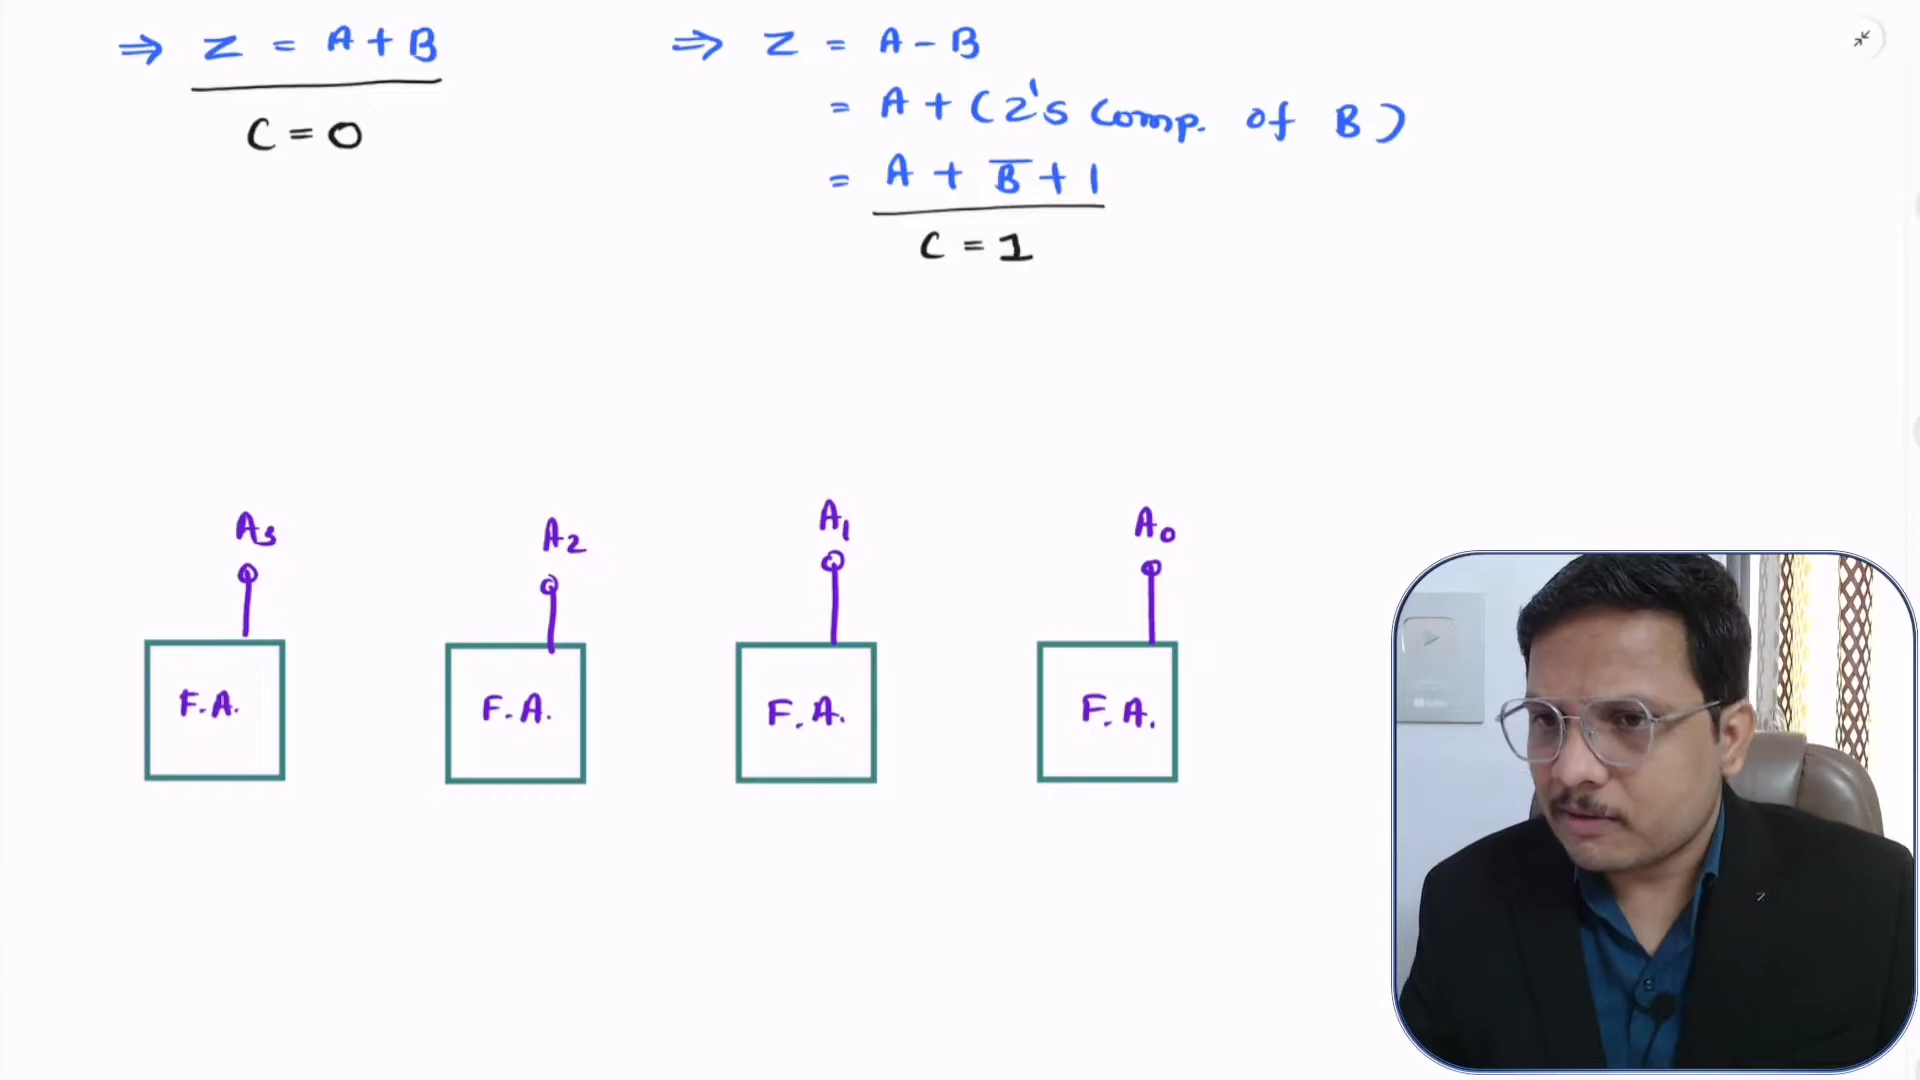 ⇒ Z = A + B
C = 0
⇒ Z = A - B
= A + (2's Comp. of B)
= A + B̅ + 1
C = 1
A₃ A₂ A₁ A₀
F.A. F.A. F.A. F.A.